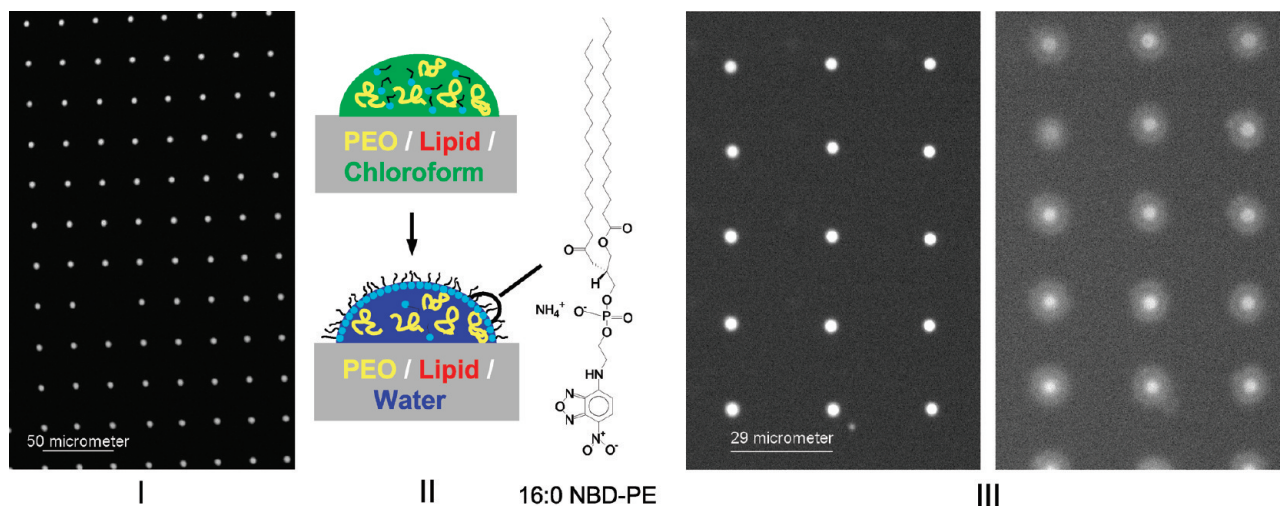 50 micrometer
I
PEO / Lipid /
Chloroform
PEO / Lipid /
Water
II
O
O
O
H
O
NH₄⁺
O⁻
P
O
O
HN
N
O
N
N⁺
O
O⁻
16:0 NBD-PE
29 micrometer
III